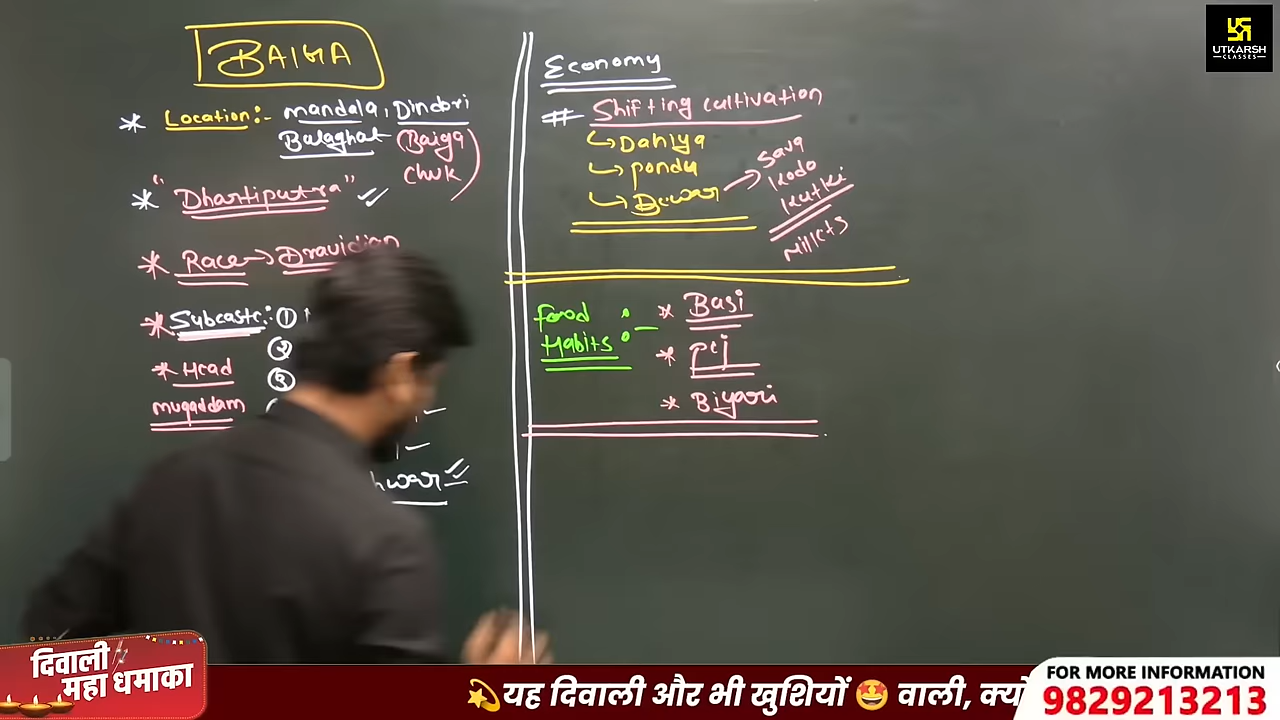 BAIGA
* Location:- mandala, Dindori
Balaghat (Baiga
chuk)
* "Dhartiputra"
* Race → Dravidian
* Subcaste:- ①
②
* Head ③
muqaddam
hwar
Economy
# Shifting cultivation
↳ Dahiya
↳ pondu
↳ Bewar → Sava
Kodo
Kutki
Millets
Food Habits :- * Basi
* pej
* Biyari
UTKARSH
CLASSES
दिवाली
महा धमाका
यह दिवाली और भी खुशियों 🤩 वाली, क्यो
FOR MORE INFORMATION
9829213213